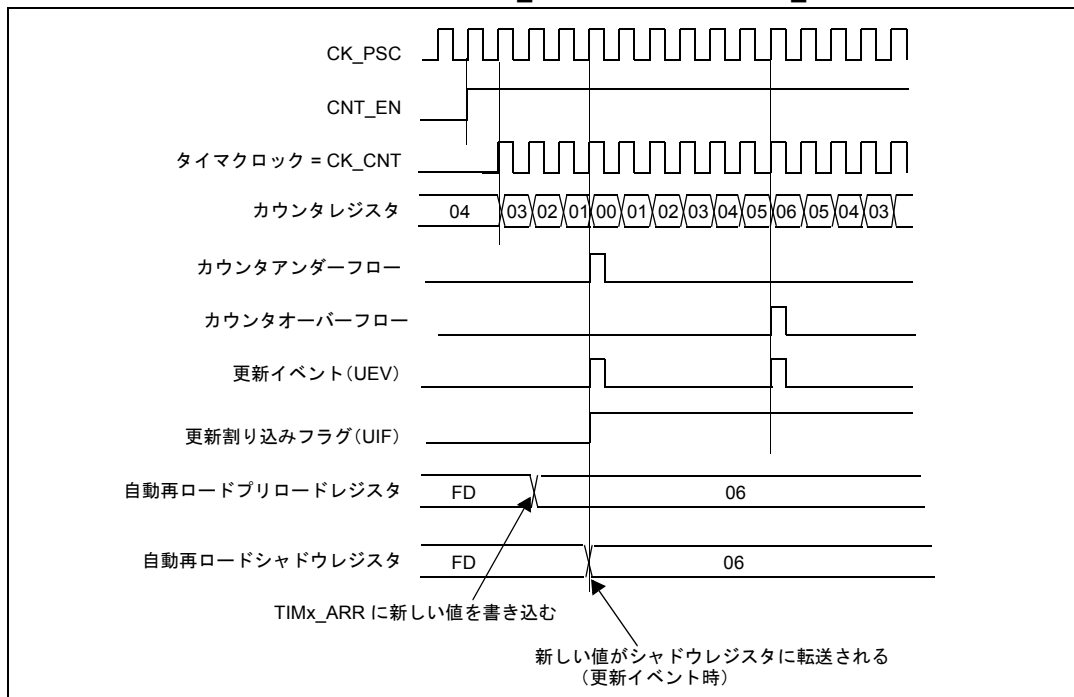 CK_PSC
CNT_EN
タイマクロック = CK_CNT
カウンタレジスタ 04 03 02 01 00 01 02 03 04 05 06 05 04 03
カウンタアンダーフロー
カウンタオーバーフロー
更新イベント(UEV)
更新割り込みフラグ(UIF)
自動再ロードプリロードレジスタ FD 06
自動再ロードシャドウレジスタ FD 06
TIMx_ARR に新しい値を書き込む
新しい値がシャドウレジスタに転送される
(更新イベント時)